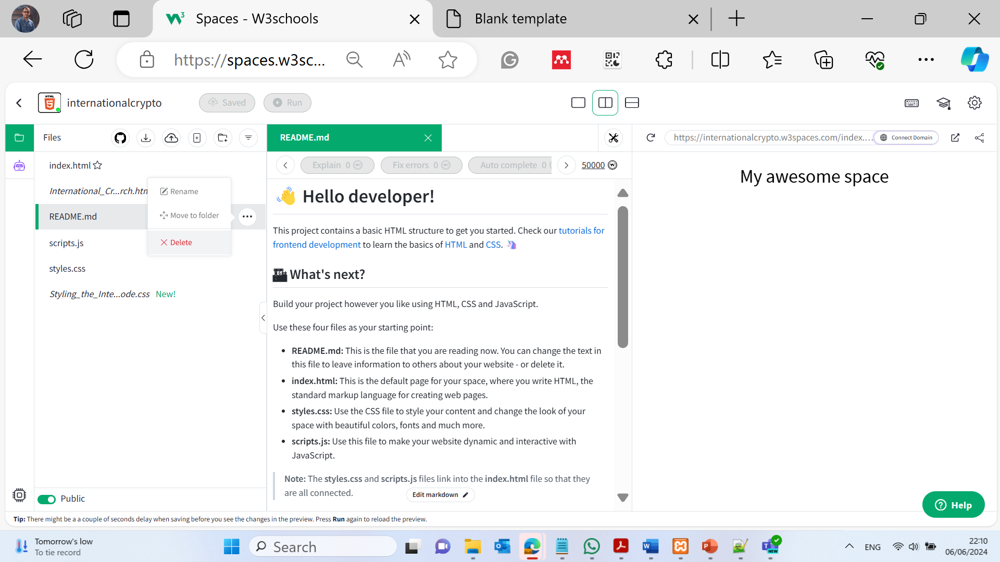 Spaces - W3schools
Blank template
https://spaces.w3sc...
internationalcrypto
Saved
Run
Files
README.md
https://internationalcrypto.w3spaces.com/index....
Connect Domain
index.html
Explain 0
Fix errors 0
Auto complete 0
50000
International_Cr...rch.htm
Rename
README.md
Move to folder
scripts.js
Delete
styles.css
Styling_the_Inte...ode.css New!
Hello developer!
This project contains a basic HTML structure to get you started. Check our tutorials for
frontend development to learn the basics of HTML and CSS.
What's next?
Build your project however you like using HTML, CSS and JavaScript.
Use these four files as your starting point:
README.md: This is the file that you are reading now. You can change the text in
this file to leave information to others about your website - or delete it.
index.html: This is the default page for your space, where you write HTML, the
standard markup language for creating web pages.
styles.css: Use the CSS file to style your content and change the look of your
space with beautiful colors, fonts and much more.
scripts.js: Use this file to make your website dynamic and interactive with
JavaScript.
Note: The styles.css and scripts.js files link into the index.html file so that they
are all connected.
Edit markdown
My awesome space
Public
Help
Tip: There might be a a couple of seconds delay when saving before you see the changes in the preview. Press Run again to reload the preview.
Tomorrow's low
To tie record
Search
ENG
22:10
06/06/2024